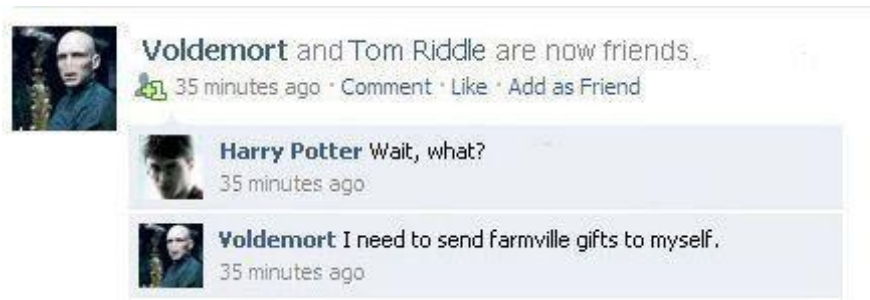 Voldemort and Tom Riddle are now friends.
35 minutes ago · Comment · Like · Add as Friend
Harry Potter Wait, what?
35 minutes ago
Voldemort I need to send farmville gifts to myself.
35 minutes ago